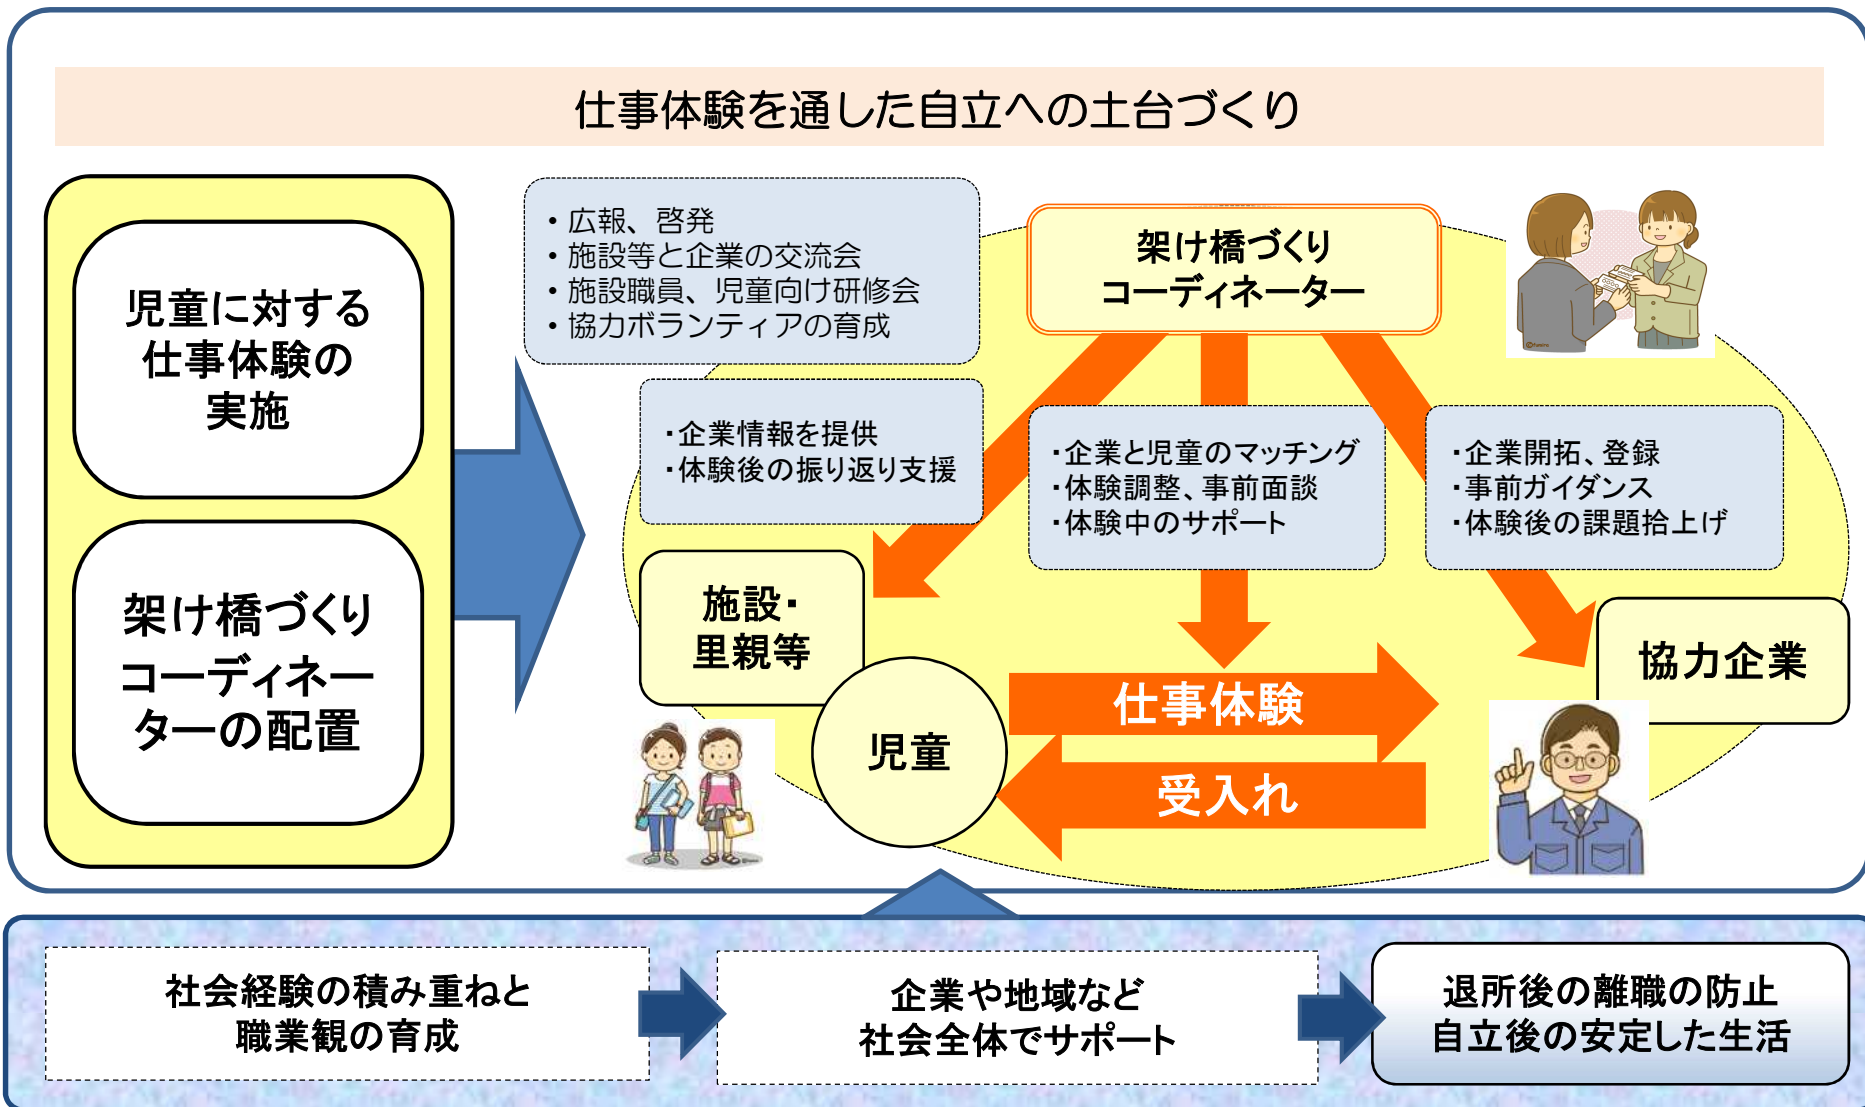 仕事体験を通した自立への土台づくり
児童に対する
仕事体験の
実施
架け橋づくり
コーディネー
ターの配置
・広報、啓発
・施設等と企業の交流会
・施設職員、児童向け研修会
・協力ボランティアの育成
架け橋づくり
コーディネーター
・企業情報を提供
・体験後の振り返り支援
・企業と児童のマッチング
・体験調整、事前面談
・体験中のサポート
・企業開拓、登録
・事前ガイダンス
・体験後の課題拾上げ
施設・
里親等
児童
仕事体験
受入れ
協力企業
社会経験の積み重ねと
職業観の育成
企業や地域など
社会全体でサポート
退所後の離職の防止
自立後の安定した生活